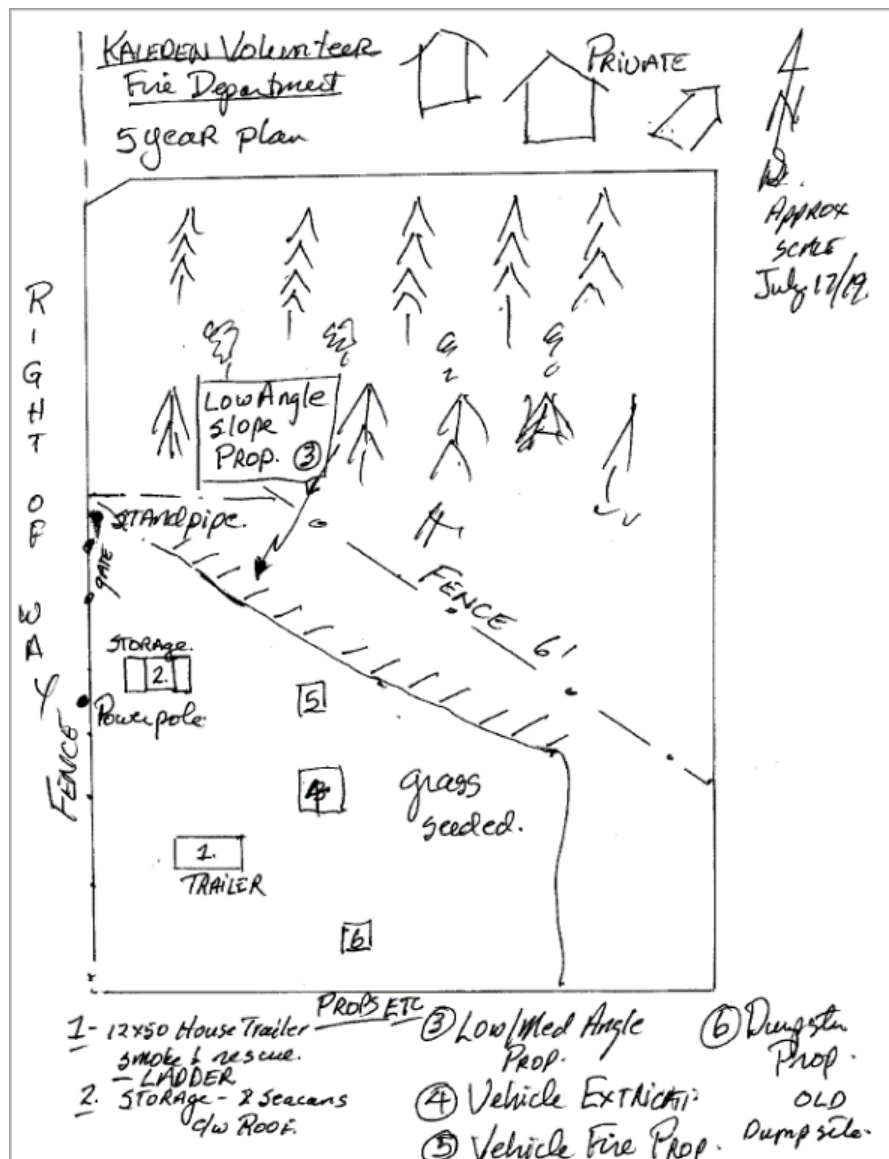 KALEDEN Volunteer
Fire Department
5 year plan
PRIVATE
N
APPROX
SCALE
July 17/19.
RIGHT OF WAY
Low Angle
Slope
PROP. 3
STANDpipe.
GATE
FENCE 6'
STORAGE.
2.
Powerpole
FENCE
5
4
grass
seeded.
1.
TRAILER
6
PROPS ETC
1- 12x50 House Trailer
smoke & rescue.
- LADDER
2. STORAGE - 2 Seacans
c/w ROOF.
3 Low/Med Angle
PROP.
4 Vehicle EXTRICATI
5 Vehicle Fire PROP.
6 Dumpster
PROP.
OLD
Dump site.